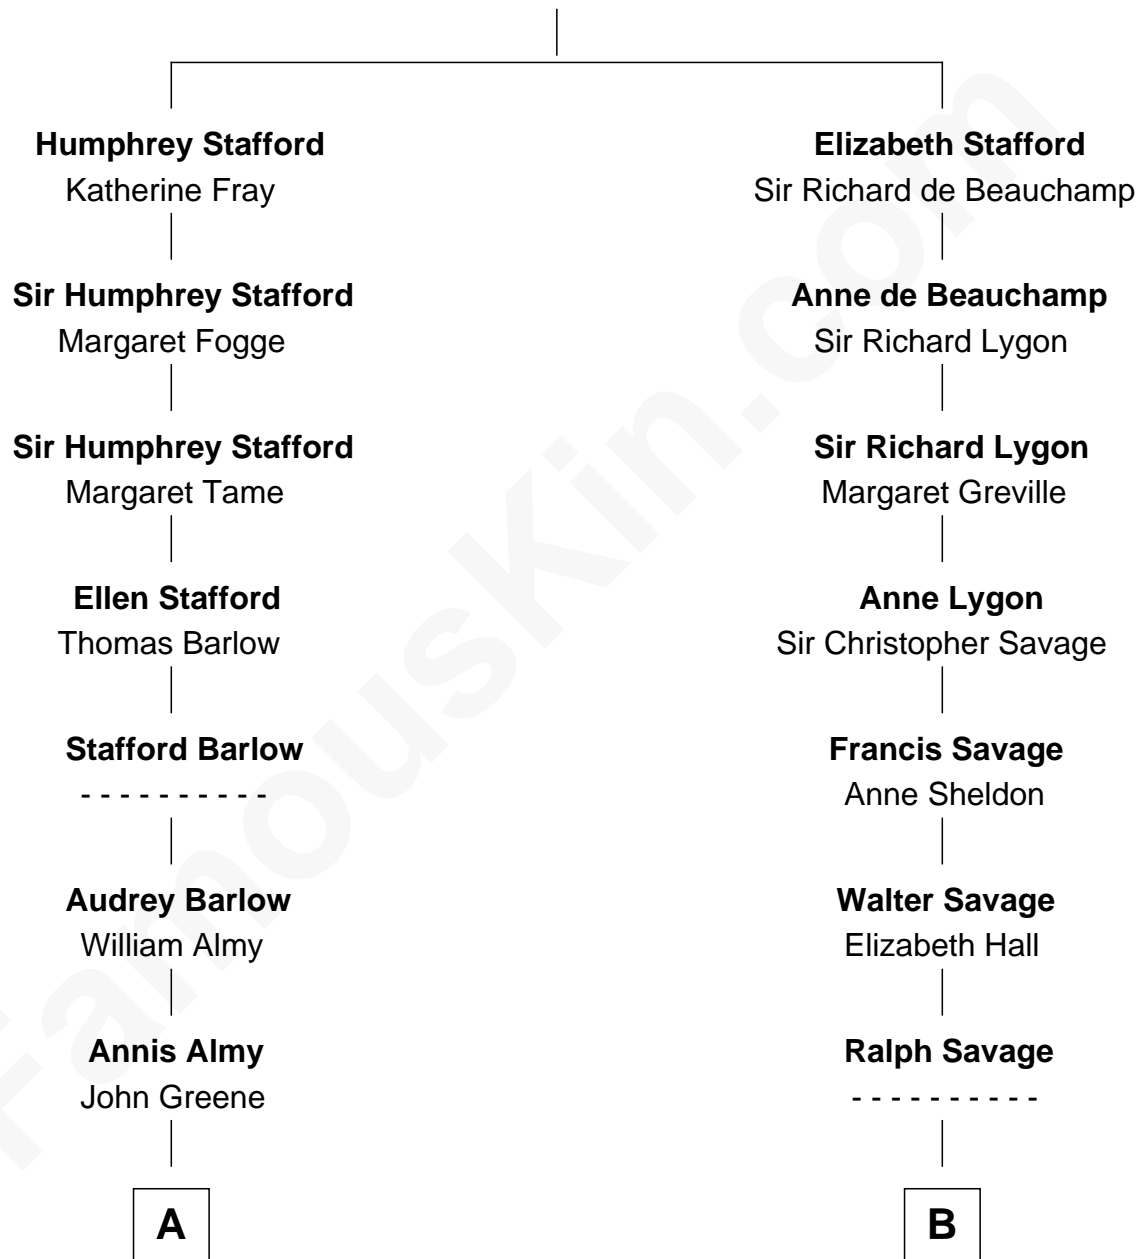 Humphrey Stafford
Katherine Fray
Sir Humphrey Stafford
Margaret Fogge
Sir Humphrey Stafford
Margaret Tame
Ellen Stafford
Thomas Barlow
Stafford Barlow
- - - - - - - - - -
Audrey Barlow
William Almy
Annis Almy
John Greene
A
Elizabeth Stafford
Sir Richard de Beauchamp
Anne de Beauchamp
Sir Richard Lygon
Sir Richard Lygon
Margaret Greville
Anne Lygon
Sir Christopher Savage
Francis Savage
Anne Sheldon
Walter Savage
Elizabeth Hall
Ralph Savage
- - - - - - - - - -
B
FamousKin.com